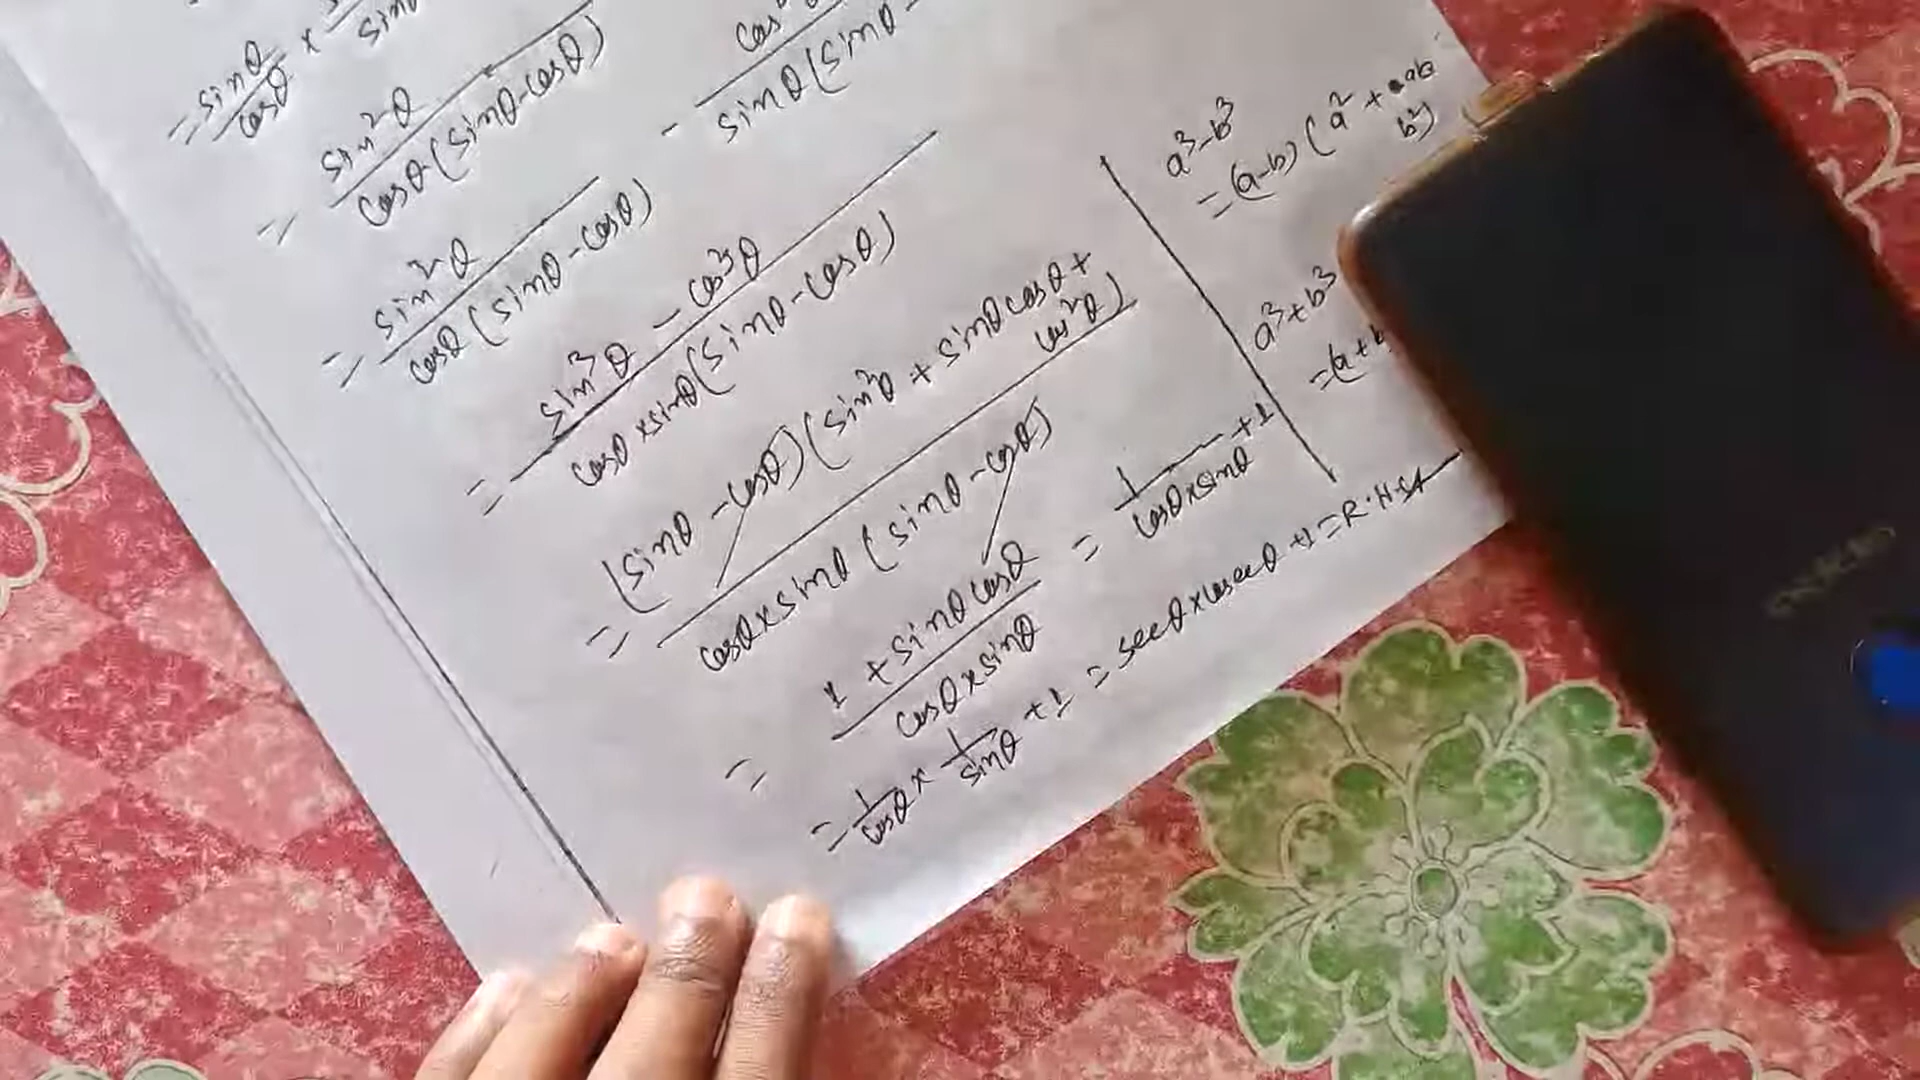 = sinθ/cosθ × 
= sin²θ/cosθ(sinθ-cosθ) - cos²/sinθ(sinθ-
= sin²θ/cosθ(sinθ-cosθ)
= sin³θ - cos³θ/cosθ×sinθ(sinθ-cosθ)
= (sinθ-cosθ)(sin²θ + sinθcosθ + cos²θ)/cosθ×sinθ(sinθ-cosθ)
= 1 + sinθcosθ/cosθ×sinθ = 1/cosθ×sinθ + 1
= 1/cosθ × 1/sinθ + 1 = secθ×cosecθ + 1 = R.H.S
a³-b³
= (a-b)(a² + ab
b²)
a³+b³
= (a+b